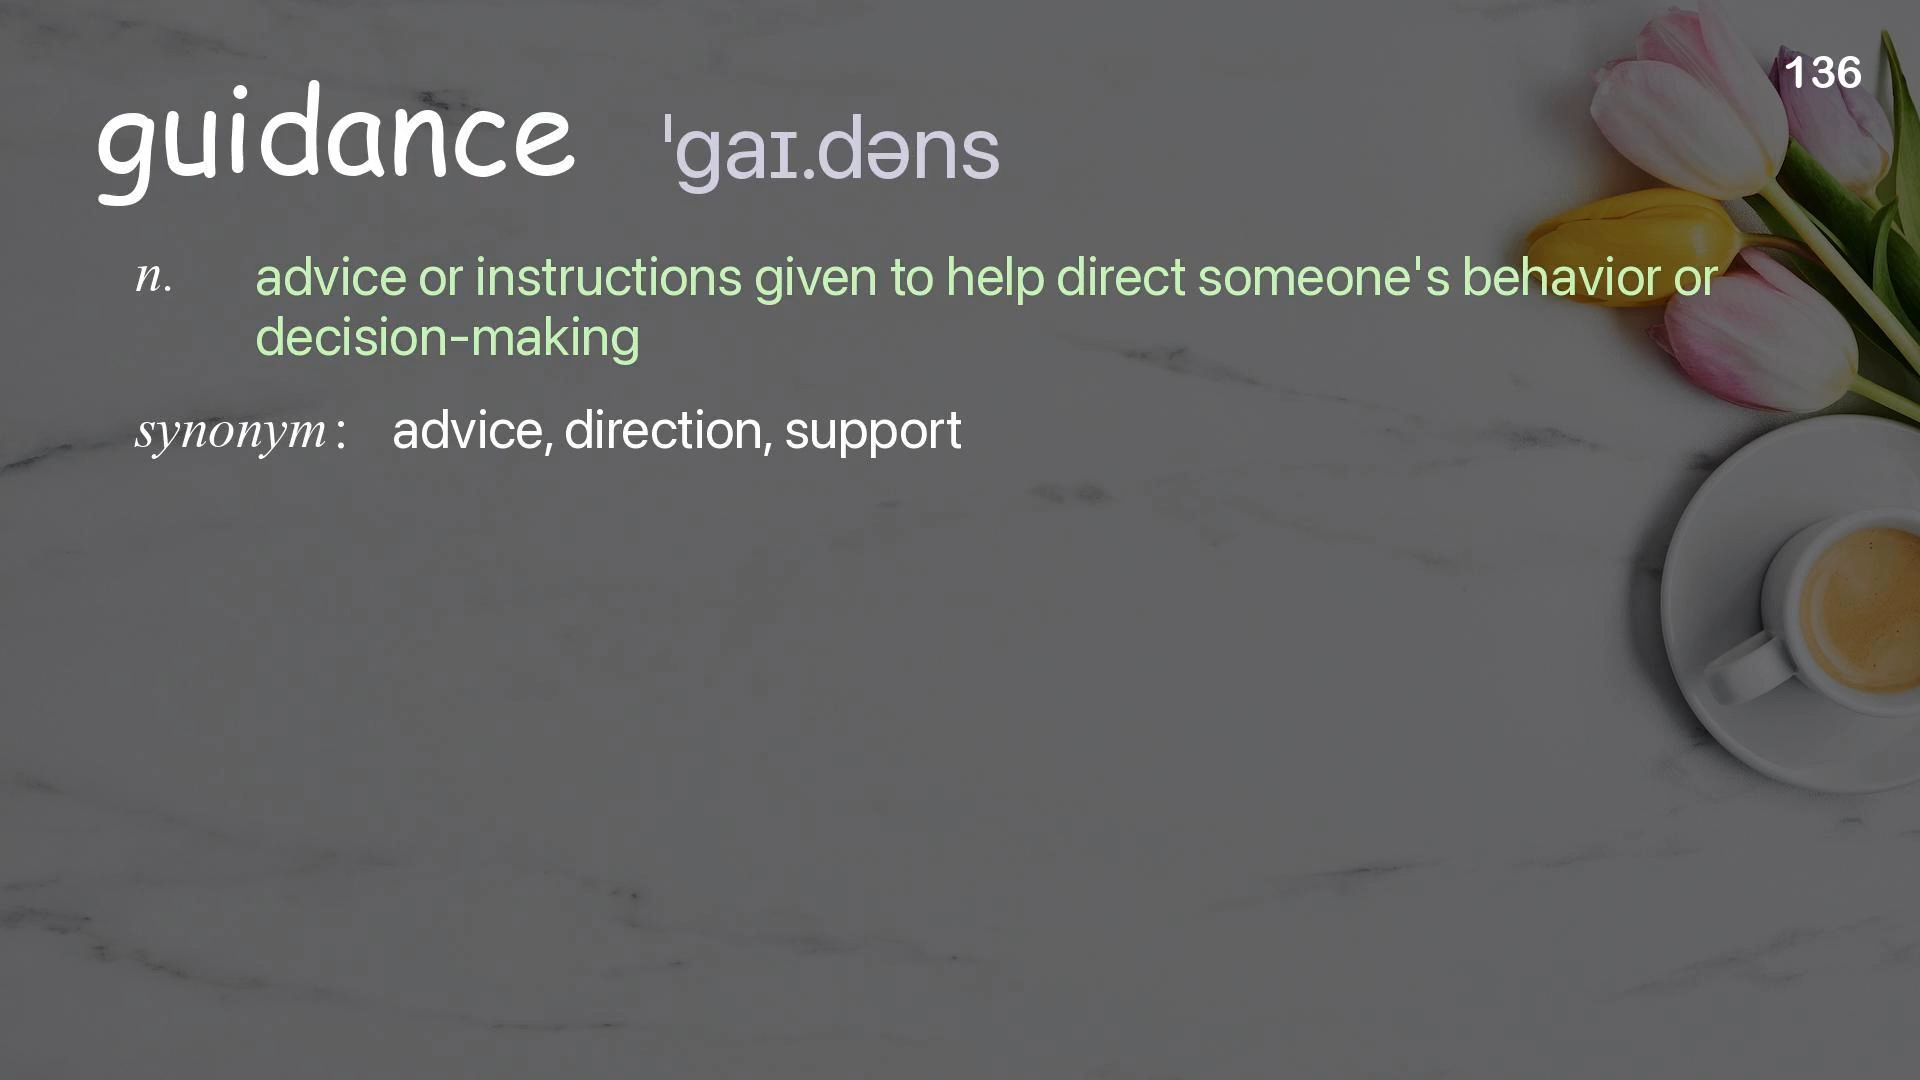 136
guidance ˈɡaɪ.dəns
n. advice or instructions given to help direct someone's behavior or
decision-making
synonym: advice, direction, support